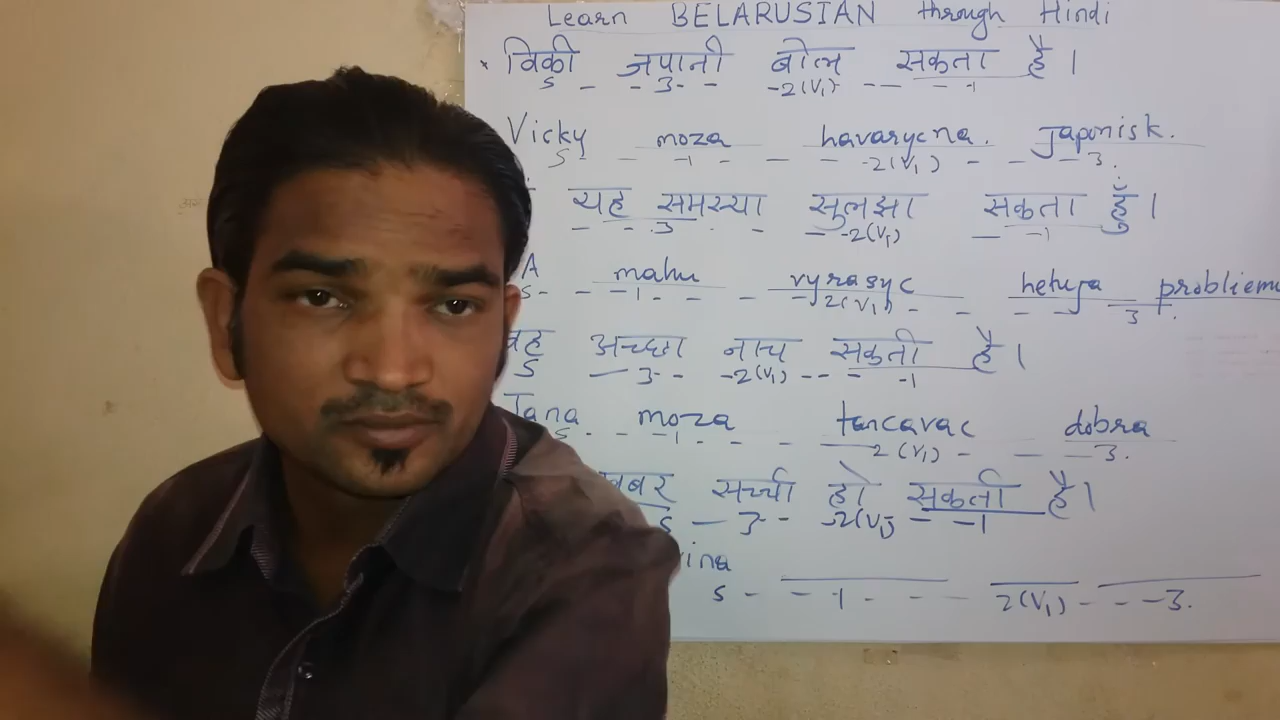 Learn BELARUSIAN through Hindi
x विकी जपानी बोल सकता है।
S - - 3 - - -2(V₁)- -- - -1
Vicky moza havarycna. Japonisk.
S - - -1 - - - -2(V₁) - - -3.
यह समस्या सुलझा सकता हूँ।
- - -3 - - - -2(V₁) - -1
A mahu vyrasyc hetuja probliemu
S- - -1 - - - - 2(V₁) - - - 3.
वह अच्छा नाच सकती है।
S - 3- - -2(V₁) -- - -1
Jana moza tancavac dobra
S- - -1 - - - 2(V₁) - - -3.
खबर सच्ची हो सकती है।
S - 3- - -2(V₁) - -1
vina
S - - -1 - - - 2(V₁) - - - -3.